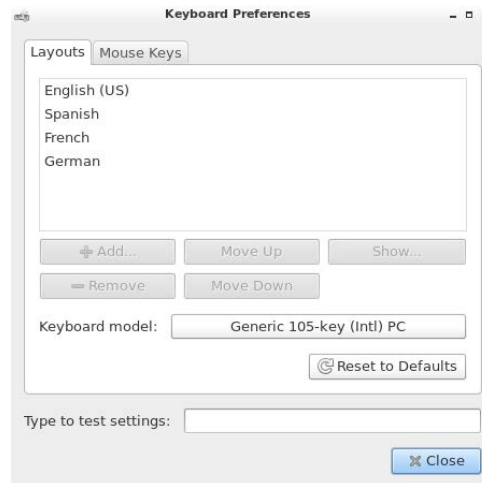 Keyboard Preferences
Layouts Mouse Keys
English (US)
Spanish
French
German
Add... Move Up Show...
Remove Move Down
Keyboard model: Generic 105-key (Intl) PC
Reset to Defaults
Type to test settings:
Close